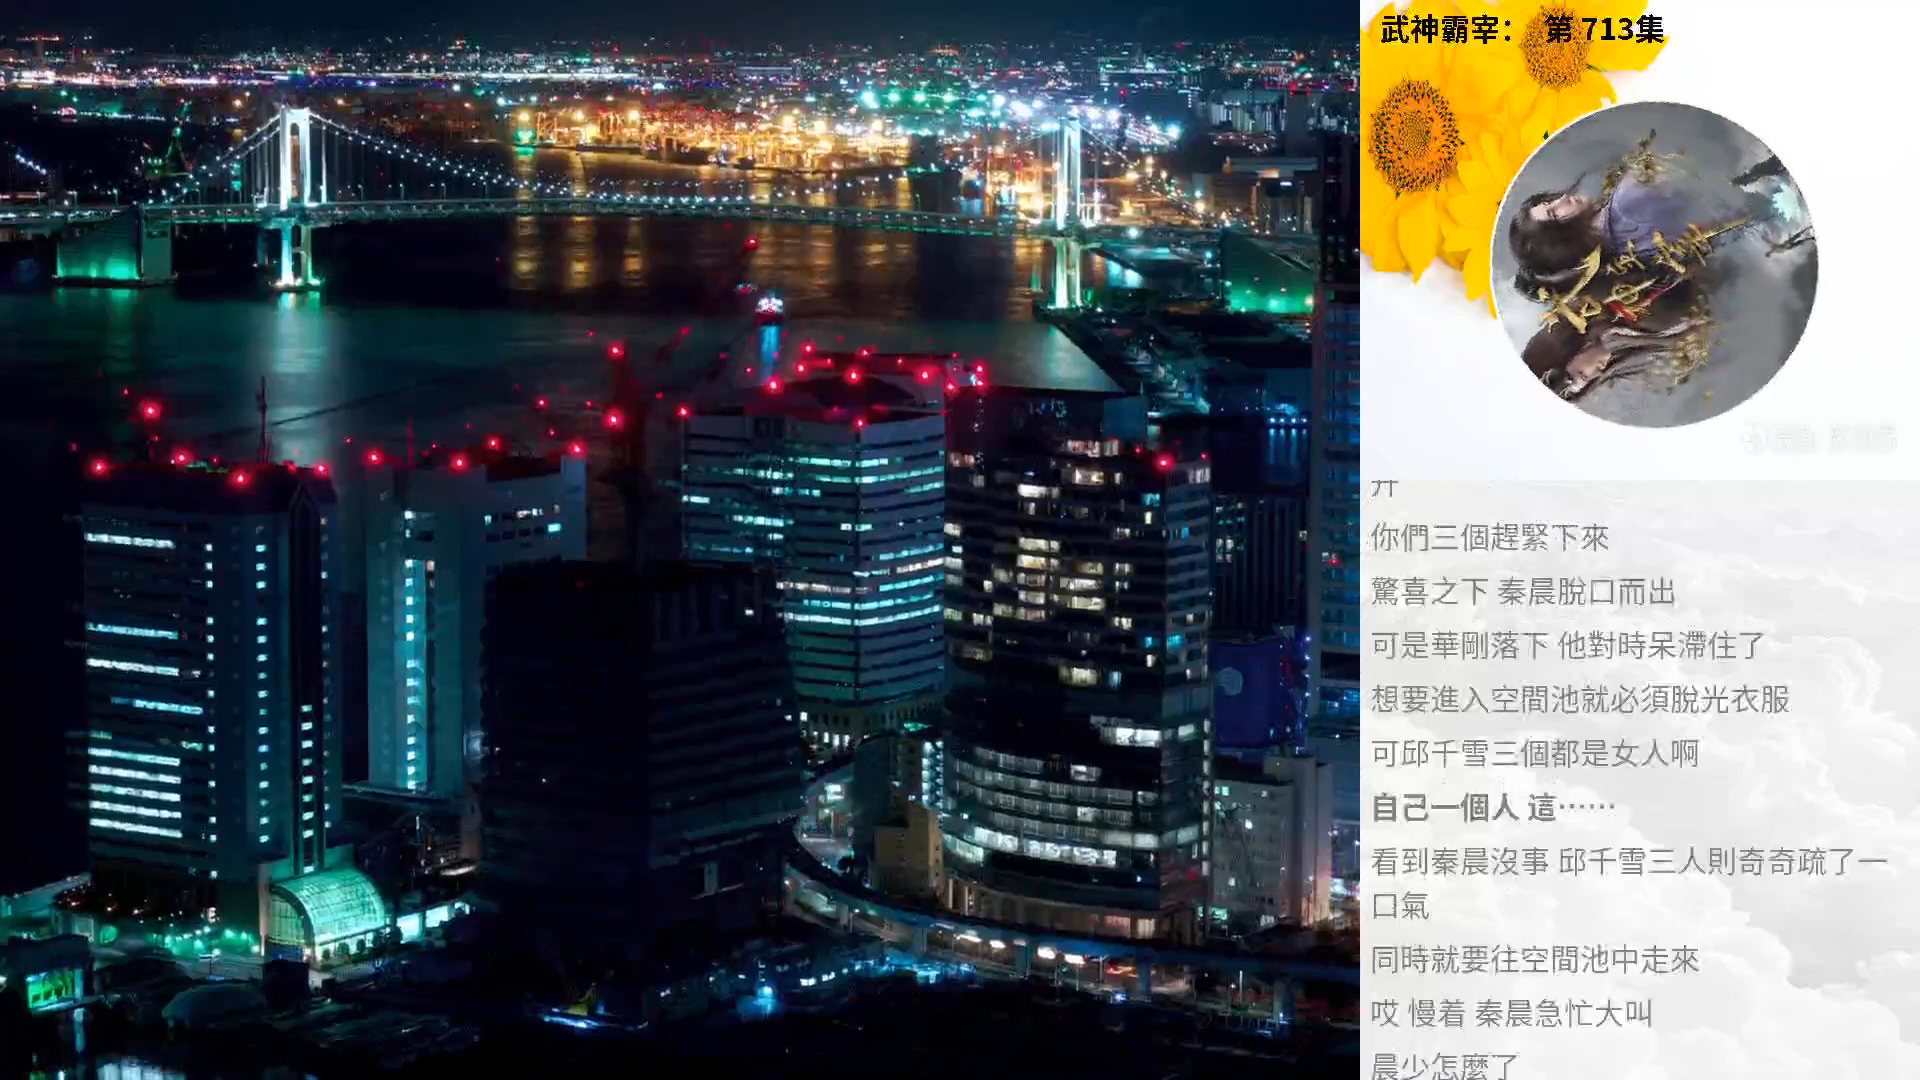 武神霸宰： 第 713集
升
你們三個趕緊下來
驚喜之下 秦晨脫口而出
可是華剛落下 他對時呆滯住了
想要進入空間池就必須脫光衣服
可邱千雪三個都是女人啊
自己一個人 這……
看到秦晨沒事 邱千雪三人則奇奇疏了一
口氣
同時就要往空間池中走來
哎 慢着 秦晨急忙大叫
晨少怎麼了